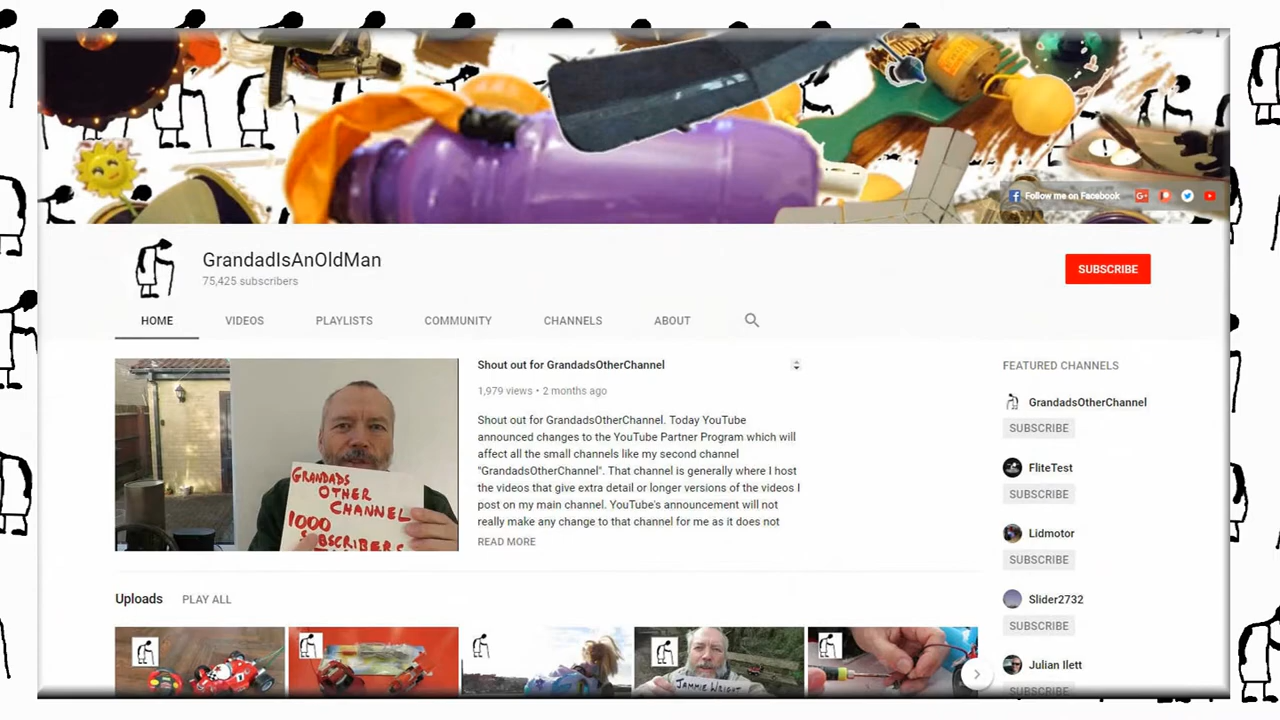 Follow me on Facebook
GrandadIsAnOldMan
75,425 subscribers
SUBSCRIBE
HOME
VIDEOS
PLAYLISTS
COMMUNITY
CHANNELS
ABOUT
GRANDADS
OTHER
CHANNEL
1000
SUBSCRIBERS
Shout out for GrandadsOtherChannel
1,979 views • 2 months ago
Shout out for GrandadsOtherChannel. Today YouTube
announced changes to the YouTube Partner Program which will
affect all the small channels like my second channel
"GrandadsOtherChannel". That channel is generally where I host
the videos that give extra detail or longer versions of the videos I
post on my main channel. YouTube's announcement will not
really make any change to that channel for me as it does not
READ MORE
FEATURED CHANNELS
GrandadsOtherChannel
SUBSCRIBE
FliteTest
SUBSCRIBE
Lidmotor
SUBSCRIBE
Slider2732
SUBSCRIBE
Julian Ilett
SUBSCRIBE
Uploads
PLAY ALL
JAMMIE WRIGHT